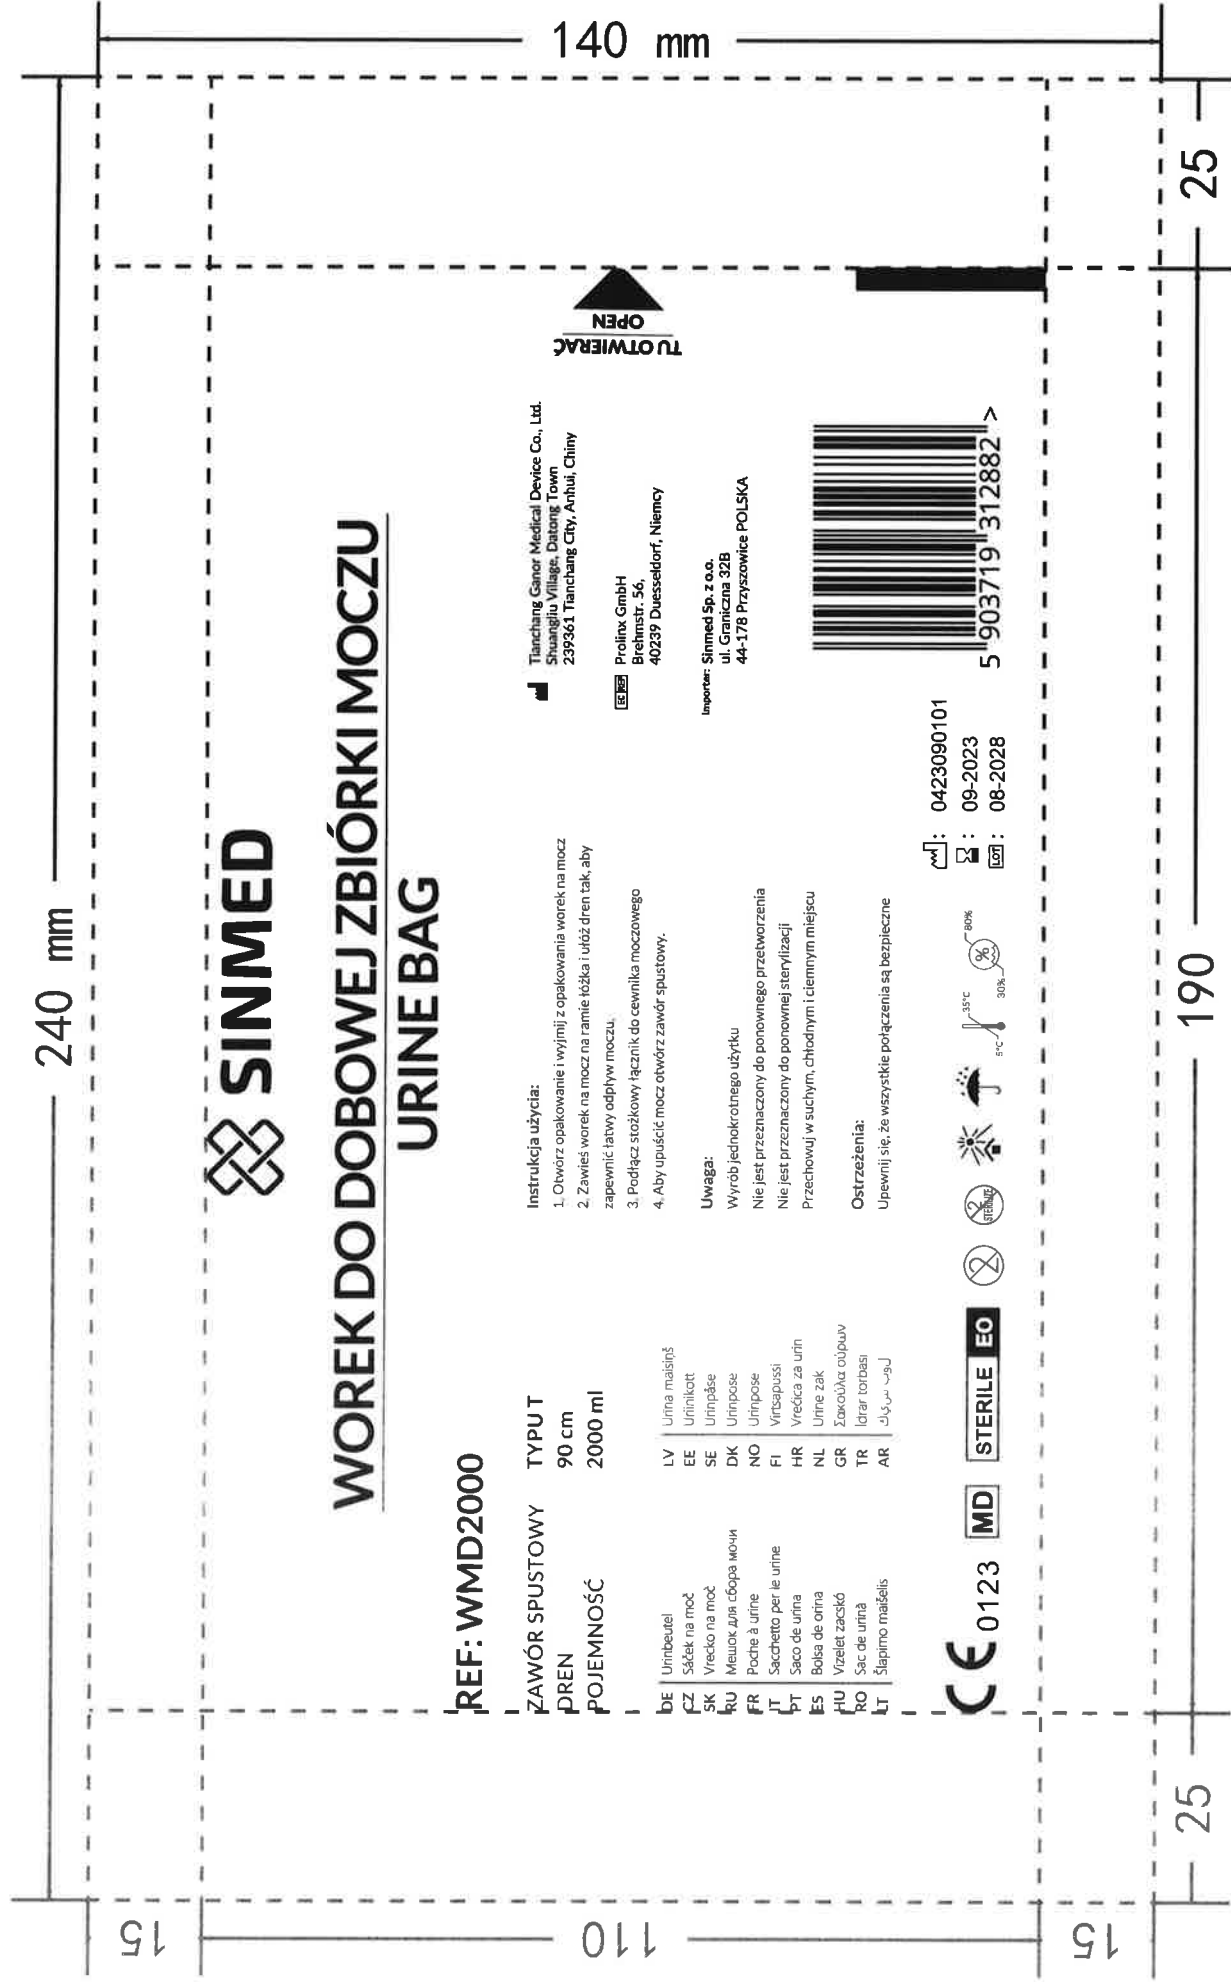 240 mm
140 mm
SINMED
WOREK DO DOBOWEJ ZBIÓRKI MOCZU
URINE BAG
REF: WMD2000
ZAWÓR SPUSTOWY TYPU T
DREN 90 cm
POJEMNOŚĆ 2000 ml
DE Urinbeutel
CZ Sáček na moč
SK Vrecko na moč
RU Мешок для сбора мочи
FR Poche à urine
IT Sacchetto per le urine
PT Saco de urina
ES Bolsa de orina
HU Vizelet zacskó
RO Sac de urină
LT Šlapimo maišelis
LV Urina maisiņš
EE Uriinikott
SE Urinpåse
DK Urinpose
NO Urinpose
FI Virtsapussi
HR Vrećica za urin
NL Urine zak
GR Σακούλα ούρων
TR Idrar torbası
AR
Instrukcja użycia:
1. Otwórz opakowanie i wyjmij z opakowania worek na mocz
2. Zawieś worek na mocz na ramie łóżka i ułóż dren tak, aby
zapewnić łatwy odpływ moczu.
3. Podłącz stożkowy łącznik do cewnika moczowego
4. Aby upuścić mocz otwórz zawór spustowy.
Uwaga:
Wyrób jednokrotnego użytku
Nie jest przeznaczony do ponownego przetworzenia
Nie jest przeznaczony do ponownej sterylizacji
Przechowuj w suchym, chłodnym i ciemnym miejscu
Ostrzeżenia:
Upewnij się, że wszystkie połączenia są bezpieczne
Tianchang Ganor Medical Device Co., Ltd.
Shuangliu Village, Datong Town
239361 Tianchang City, Anhui, Chiny
EC REP Prolinx GmbH
Brehmstr. 56,
40239 Duesseldorf, Niemcy
Importer: Sinmed Sp. z o.o.
ul. Graniczna 32B
44-178 Przyszowice POLSKA
TU OTWIERAĆ
OPEN
CE 0123
MD
STERILE EO
2
2
STERILIZE
5°C
35°C
30%
%
80%
: 0423090101
: 09-2023
LOT : 08-2028
5 903719 312882 >
15
110
15
25
190
25